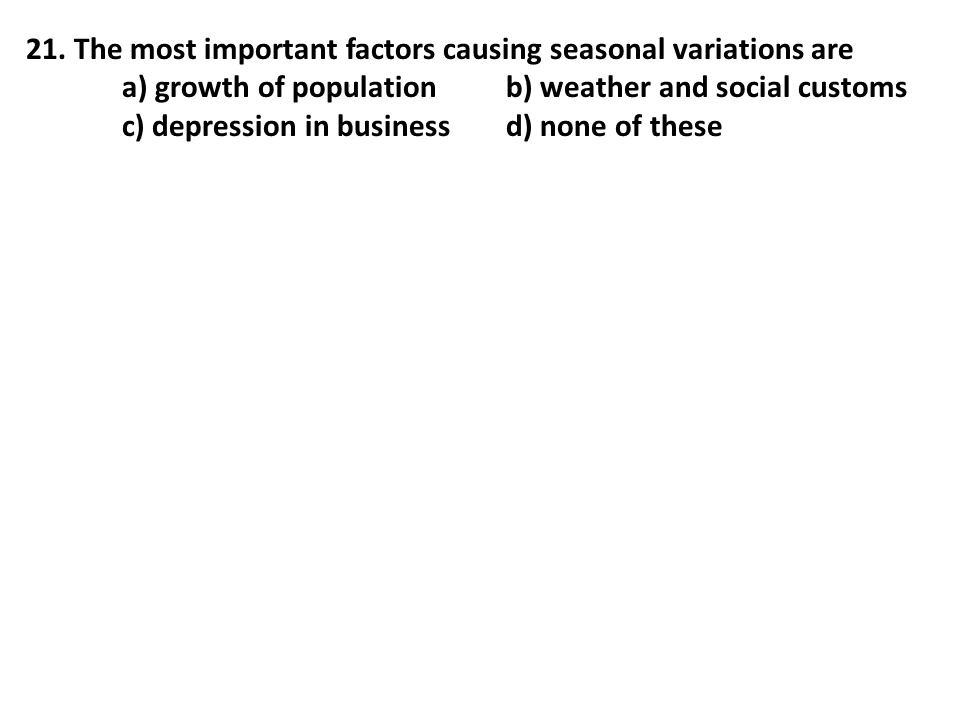 21. The most important factors causing seasonal variations are
a) growth of population b) weather and social customs
c) depression in business d) none of these